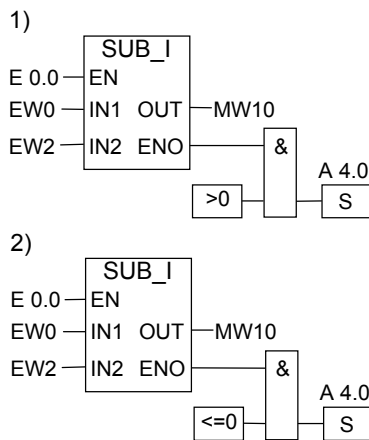 1)
SUB_I
E 0.0 EN
EW0 IN1 OUT MW10
EW2 IN2 ENO &
A 4.0
>0 S
2)
SUB_I
E 0.0 EN
EW0 IN1 OUT MW10
EW2 IN2 ENO &
A 4.0
<=0 S